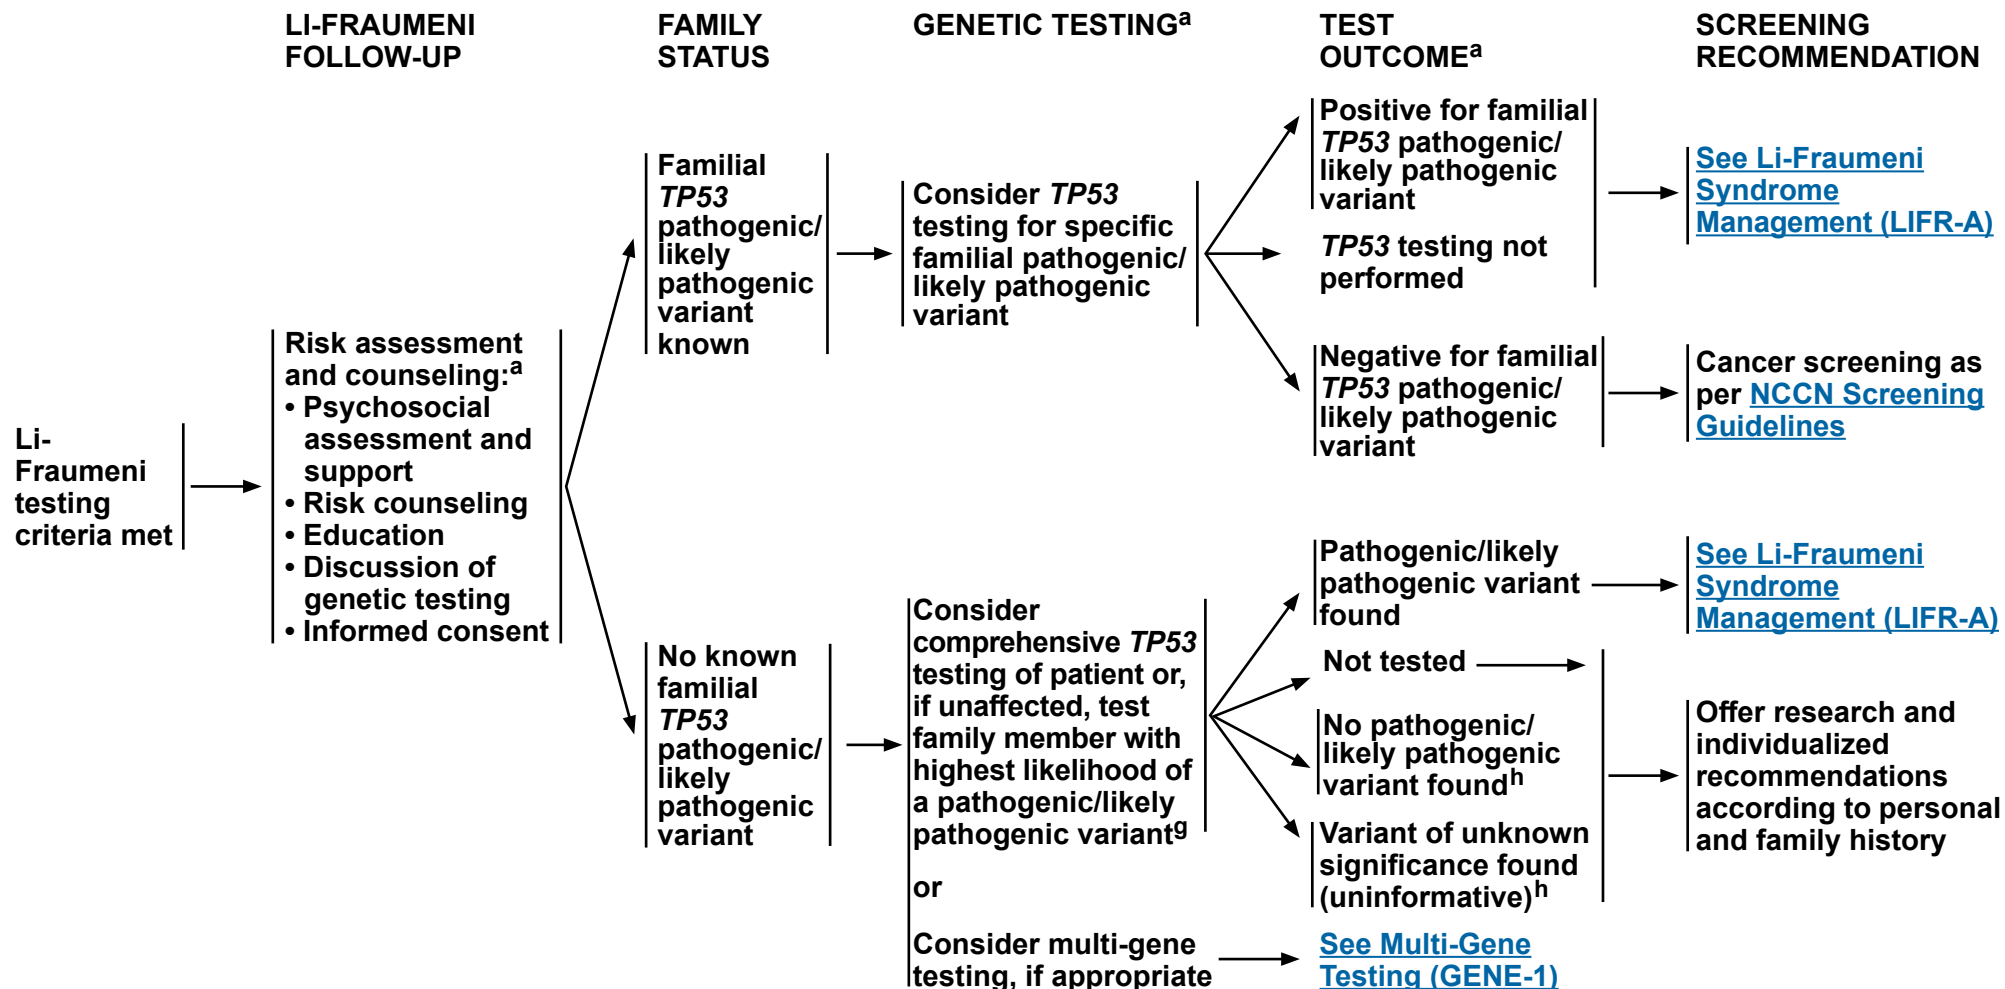 LI-FRAUMENI
FOLLOW-UP
FAMILY
STATUS
GENETIC TESTINGᵃ
TEST
OUTCOMEᵃ
SCREENING
RECOMMENDATION
Li-
Fraumeni
testing
criteria met
Risk assessment
and counseling:ᵃ
• Psychosocial
assessment and
support
• Risk counseling
• Education
• Discussion of
genetic testing
• Informed consent
Familial
TP53
pathogenic/
likely
pathogenic
variant
known
Consider TP53
testing for specific
familial pathogenic/
likely pathogenic
variant
Positive for familial
TP53 pathogenic/
likely pathogenic
variant
TP53 testing not
performed
See Li-Fraumeni
Syndrome
Management (LIFR-A)
Negative for familial
TP53 pathogenic/
likely pathogenic
variant
Cancer screening as
per NCCN Screening
Guidelines
No known
familial
TP53
pathogenic/
likely
pathogenic
variant
Consider
comprehensive TP53
testing of patient or,
if unaffected, test
family member with
highest likelihood of
a pathogenic/likely
pathogenic variantᵍ
or
Consider multi-gene
testing, if appropriate
Pathogenic/likely
pathogenic variant
found
See Li-Fraumeni
Syndrome
Management (LIFR-A)
Not tested
No pathogenic/
likely pathogenic
variant foundʰ
Variant of unknown
significance found
(uninformative)ʰ
Offer research and
individualized
recommendations
according to personal
and family history
See Multi-Gene
Testing (GENE-1)